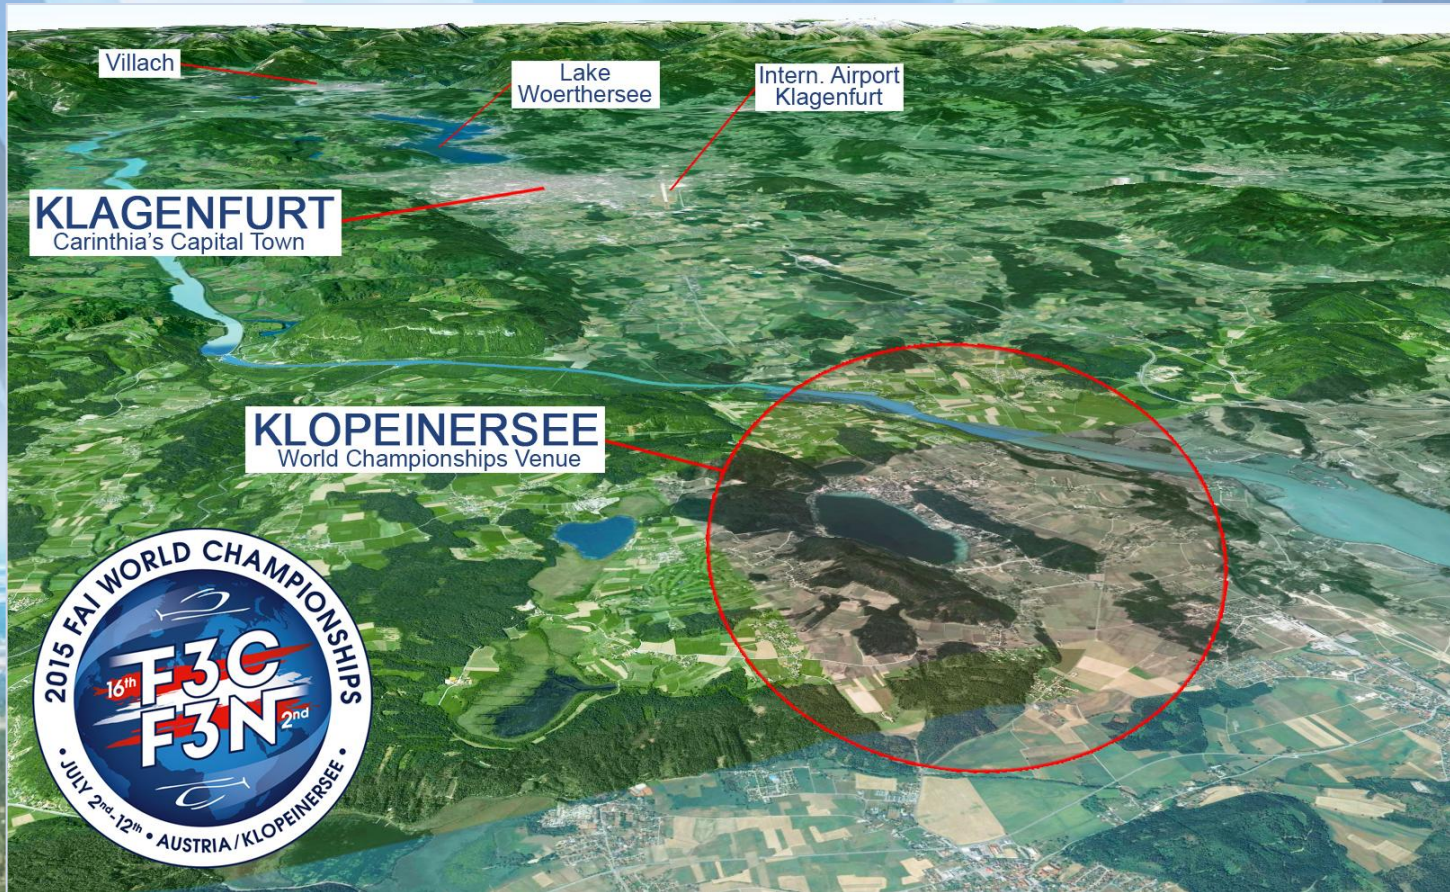 Villach
Lake
Woerthersee
Intern. Airport
Klagenfurt
KLAGENFURT
Carinthia's Capital Town
KLOPEINERSEE
World Championships Venue
2015 FAI WORLD CHAMPIONSHIPS
16th F3C
F3N 2nd
• JULY 2nd-12th • AUSTRIA/KLOPEINERSEE •